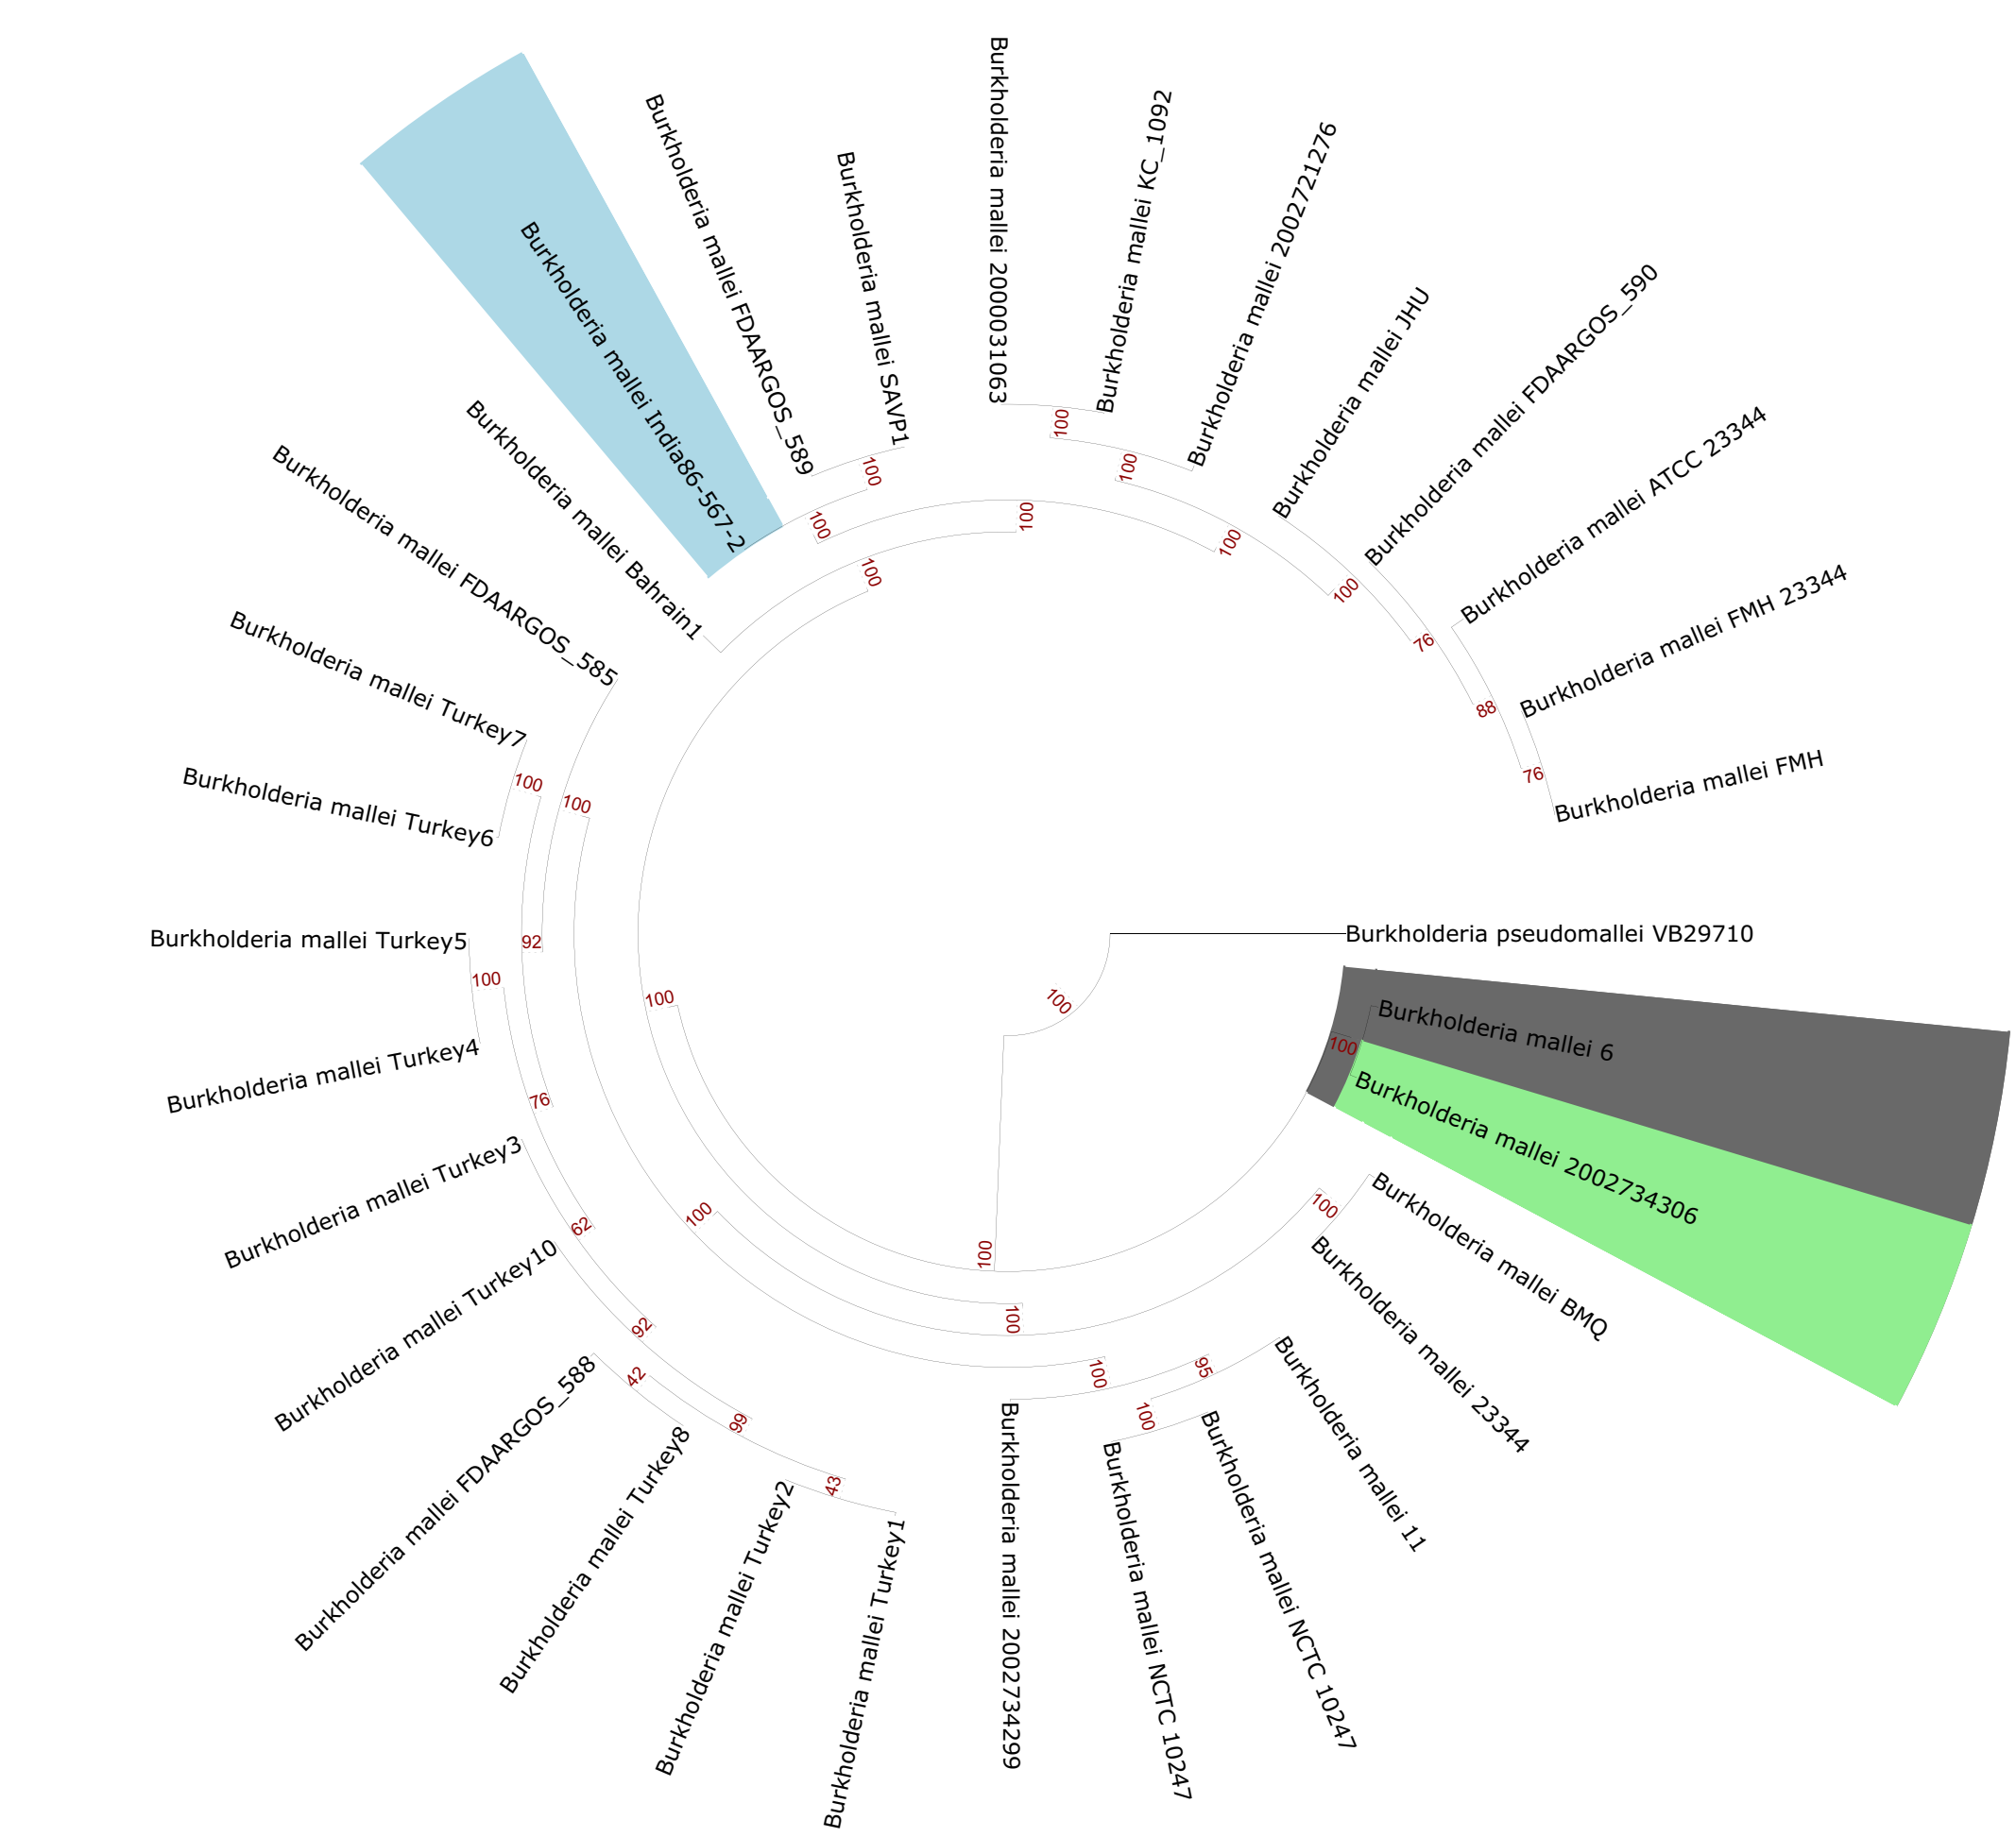 Burkholderia mallei 2000031063
Burkholderia mallei KC_1092
Burkholderia mallei 2002721276
Burkholderia mallei JHU
Burkholderia mallei FDAARGOS_590
Burkholderia mallei ATCC 23344
Burkholderia mallei FMH 23344
Burkholderia mallei FMH
Burkholderia pseudomallei VB29710
Burkholderia mallei 6
Burkholderia mallei 2002734306
Burkholderia mallei BMQ
Burkholderia mallei 23344
Burkholderia mallei 11
Burkholderia mallei NCTC 10247
Burkholderia mallei NCTC 10247
Burkholderia mallei 2002734299
Burkholderia mallei Turkey1
Burkholderia mallei Turkey2
Burkholderia mallei Turkey8
Burkholderia mallei FDAARGOS_588
Burkholderia mallei Turkey10
Burkholderia mallei Turkey3
Burkholderia mallei Turkey4
Burkholderia mallei Turkey5
Burkholderia mallei Turkey6
Burkholderia mallei Turkey7
Burkholderia mallei FDAARGOS_585
Burkholderia mallei Bahrain1
Burkholderia mallei India86-567-2
Burkholderia mallei FDAARGOS_589
Burkholderia mallei SAVP1
100
100
100
100
100
100
100
100
76
88
76
100
100
100
92
100
76
62
92
42
99
43
100
100
100
100
100
100
95
100
100
100